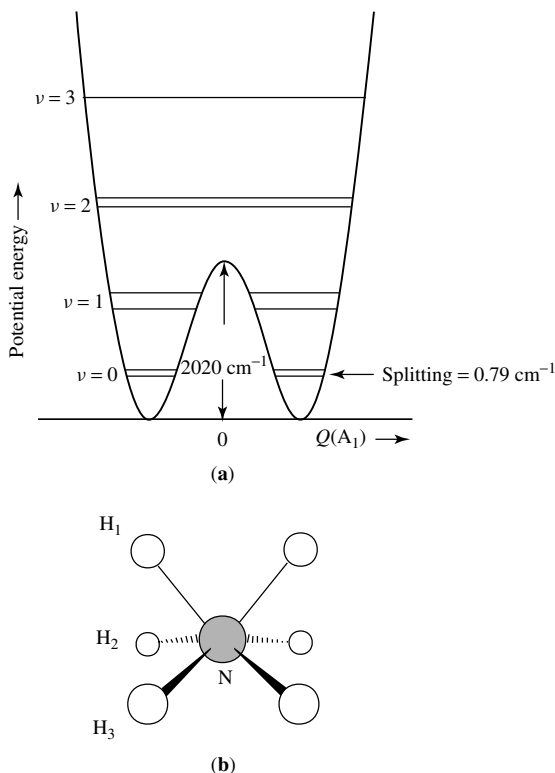 ν = 3
ν = 2
ν = 1
ν = 0
Potential energy
2020 cm⁻¹
Splitting = 0.79 cm⁻¹
0
Q(A₁)
(a)
H₁
H₂
N
H₃
(b)